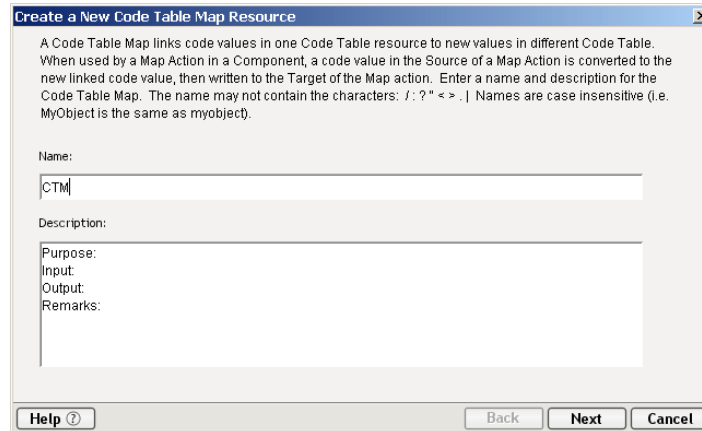 Create a New Code Table Map Resource
A Code Table Map links code values in one Code Table resource to new values in different Code Table.
When used by a Map Action in a Component, a code value in the Source of a Map Action is converted to the
new linked code value, then written to the Target of the Map action. Enter a name and description for the
Code Table Map. The name may not contain the characters: / : ? " < > . | Names are case insensitive (i.e.
MyObject is the same as myobject).
Name:
CTM
Description:
Purpose:
Input:
Output:
Remarks:
Help ?
Back
Next
Cancel